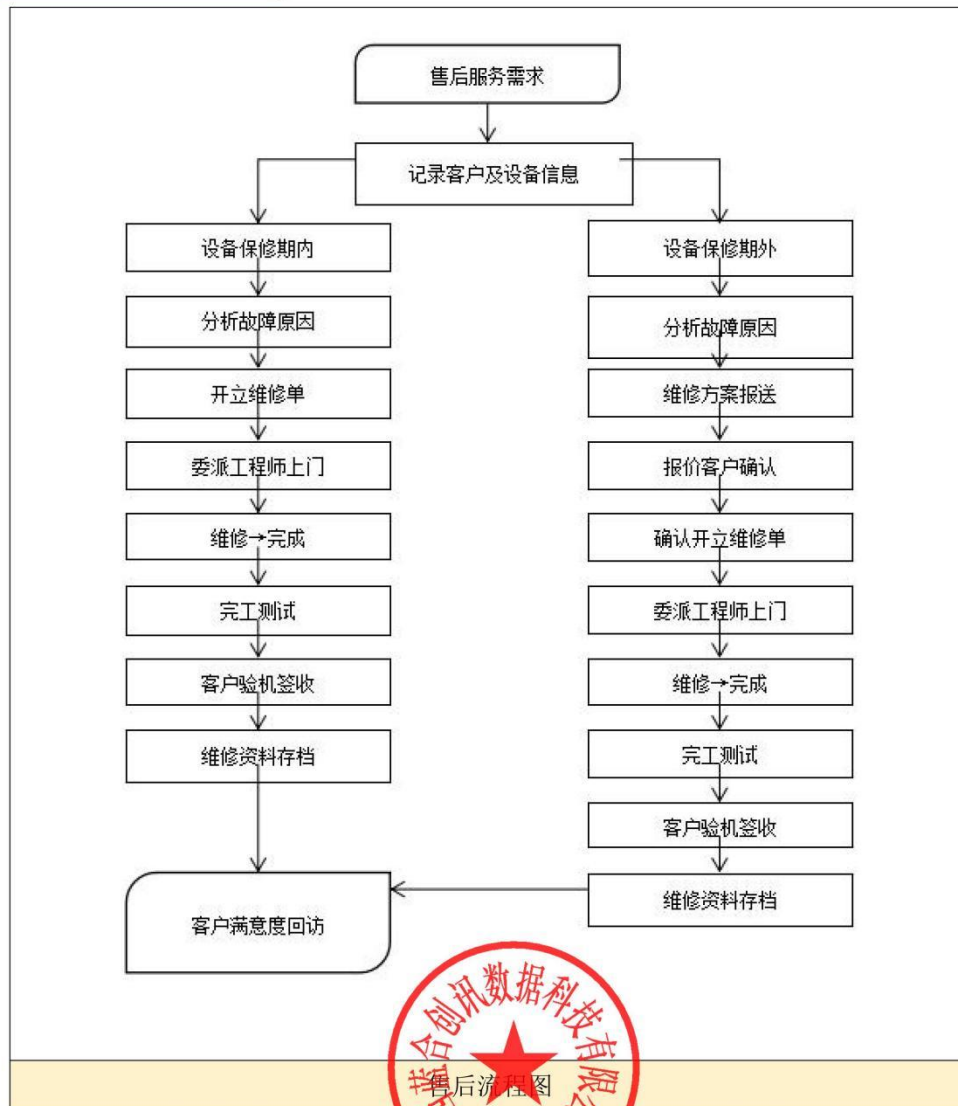 售后服务需求
记录客户及设备信息
设备保修期内
分析故障原因
开立维修单
委派工程师上门
维修→完成
完工测试
客户验机签收
维修资料存档
设备保修期外
分析故障原因
维修方案报送
报价客户确认
确认开立维修单
委派工程师上门
维修→完成
完工测试
客户验机签收
维修资料存档
客户满意度回访
蓝合创讯数据科技有限
售后流程图